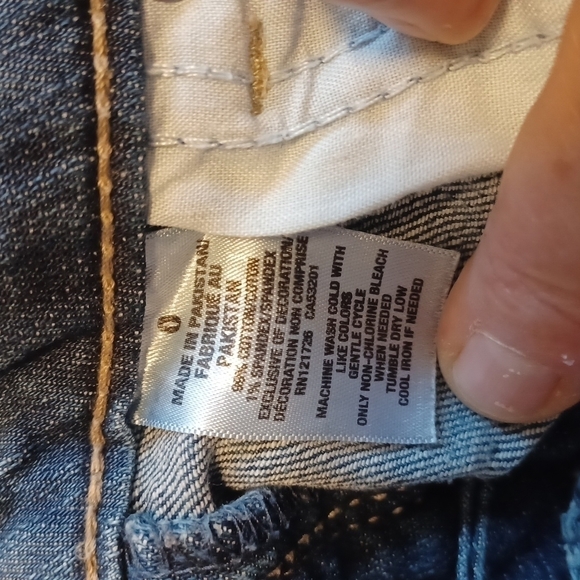 0
MADE IN PAKISTAN/
FABRIQUE AU
PAKISTAN
99% COTTON/COTON
1% SPANDEX/SPANDEX
EXCLUSIVE OF DECORATION/
DÉCORATION NON COMPRISE
RN121726 CA53201
MACHINE WASH COLD WITH
LIKE COLORS
GENTLE CYCLE
ONLY NON-CHLORINE BLEACH
WHEN NEEDED
TUMBLE DRY LOW
COOL IRON IF NEEDED